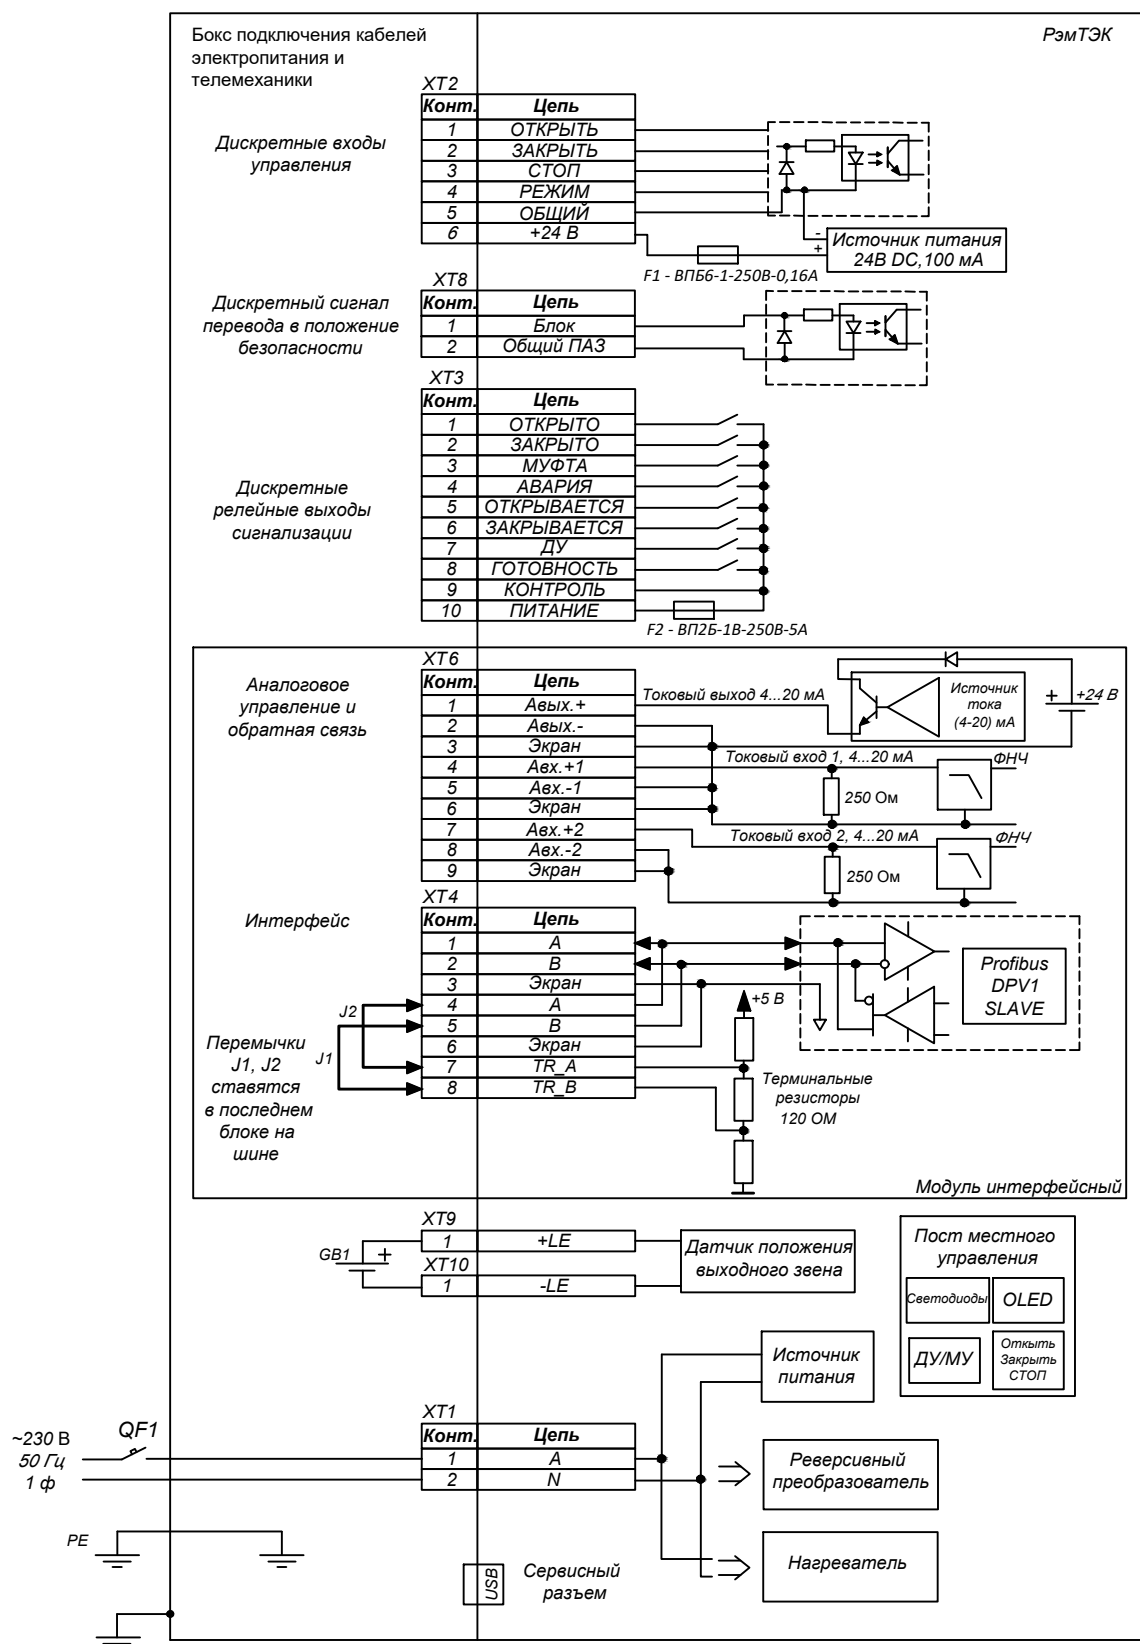 Бокс подключения кабелей
электропитания и
телемеханики
РэмТЭК
XT2
Конт. Цепь
1 ОТКРЫТЬ
2 ЗАКРЫТЬ
3 СТОП
4 РЕЖИМ
5 ОБЩИЙ
6 +24 В
Дискретные входы
управления
-
+
Источник питания
24В DC,100 мА
F1 - ВПБ6-1-250В-0,16А
XT8
Конт. Цепь
1 Блок
2 Общий ПАЗ
Дискретный сигнал
перевода в положение
безопасности
XT3
Конт. Цепь
1 ОТКРЫТО
2 ЗАКРЫТО
3 МУФТА
4 АВАРИЯ
5 ОТКРЫВАЕТСЯ
6 ЗАКРЫВАЕТСЯ
7 ДУ
8 ГОТОВНОСТЬ
9 КОНТРОЛЬ
10 ПИТАНИЕ
Дискретные
релейные выходы
сигнализации
F2 - ВП2Б-1В-250В-5А
XT6
Конт. Цепь
1 Авых.+
2 Авых.-
3 Экран
4 Авх.+1
5 Авх.-1
6 Экран
7 Авх.+2
8 Авх.-2
9 Экран
Аналоговое
управление и
обратная связь
Токовый выход 4...20 мА
Источник
тока
(4-20) мА
+
+24 В
Токовый вход 1, 4...20 мА
ФНЧ
250 Ом
Токовый вход 2, 4...20 мА
ФНЧ
250 Ом
XT4
Конт. Цепь
1 A
2 B
3 Экран
4 A
5 B
6 Экран
7 TR_A
8 TR_B
Интерфейс
J2
J1
Перемычки
J1, J2
ставятся
в последнем
блоке на
шине
Profibus
DPV1
SLAVE
+5 В
Терминальные
резисторы
120 ОМ
Модуль интерфейсный
XT9
1 +LE
XT10
1 -LE
GB1
+
Датчик положения
выходного звена
Пост местного
управления
Светодиоды
OLED
ДУ/МУ
Откыть
Закрыть
СТОП
Источник
питания
XT1
Конт. Цепь
1 A
2 N
QF1
~230 В
50 Гц
1 ф
Реверсивный
преобразователь
PE
Нагреватель
USB
Сервисный
разъем